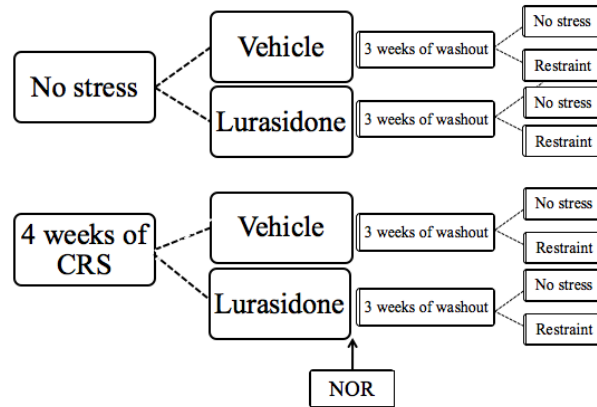 No stress
Vehicle
3 weeks of washout
No stress
Restraint
Lurasidone
3 weeks of washout
No stress
Restraint
4 weeks of
CRS
Vehicle
3 weeks of washout
No stress
Restraint
Lurasidone
3 weeks of washout
No stress
Restraint
NOR